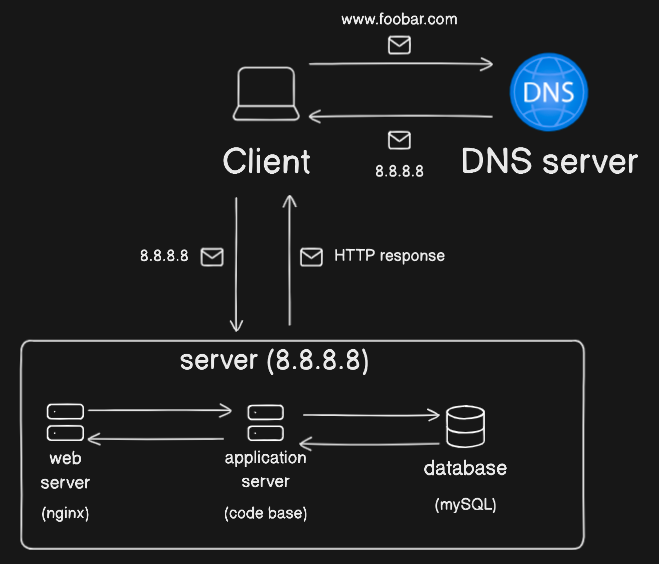 www.foobar.com
DNS
Client
DNS server
8.8.8.8
8.8.8.8
HTTP response
server (8.8.8.8)
web
server
(nginx)
application
server
(code base)
database
(mySQL)